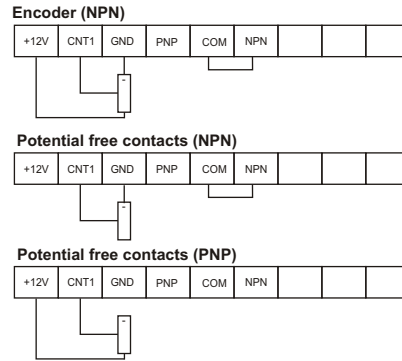 Encoder (NPN)
+12V CNT1 GND PNP COM NPN
-
Potential free contacts (NPN)
+12V CNT1 GND PNP COM NPN
-
Potential free contacts (PNP)
+12V CNT1 GND PNP COM NPN
-